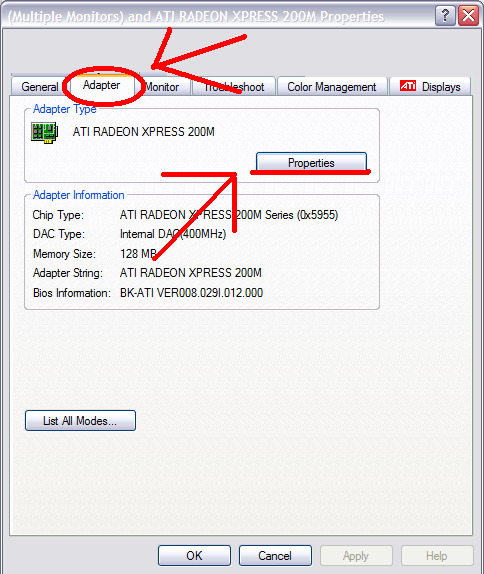 (Multiple Monitors) and ATI RADEON XPRESS 200M Properties
General Adapter Monitor Troubleshoot Color Management ATI Displays
Adapter Type
ATI RADEON XPRESS 200M
Properties
Adapter Information
Chip Type: ATI RADEON XPRESS 200M Series (0x5955)
DAC Type: Internal DAC(400MHz)
Memory Size: 128 MB
Adapter String: ATI RADEON XPRESS 200M
Bios Information: BK-ATI VER008.029I.012.000
List All Modes...
OK Cancel Apply Help